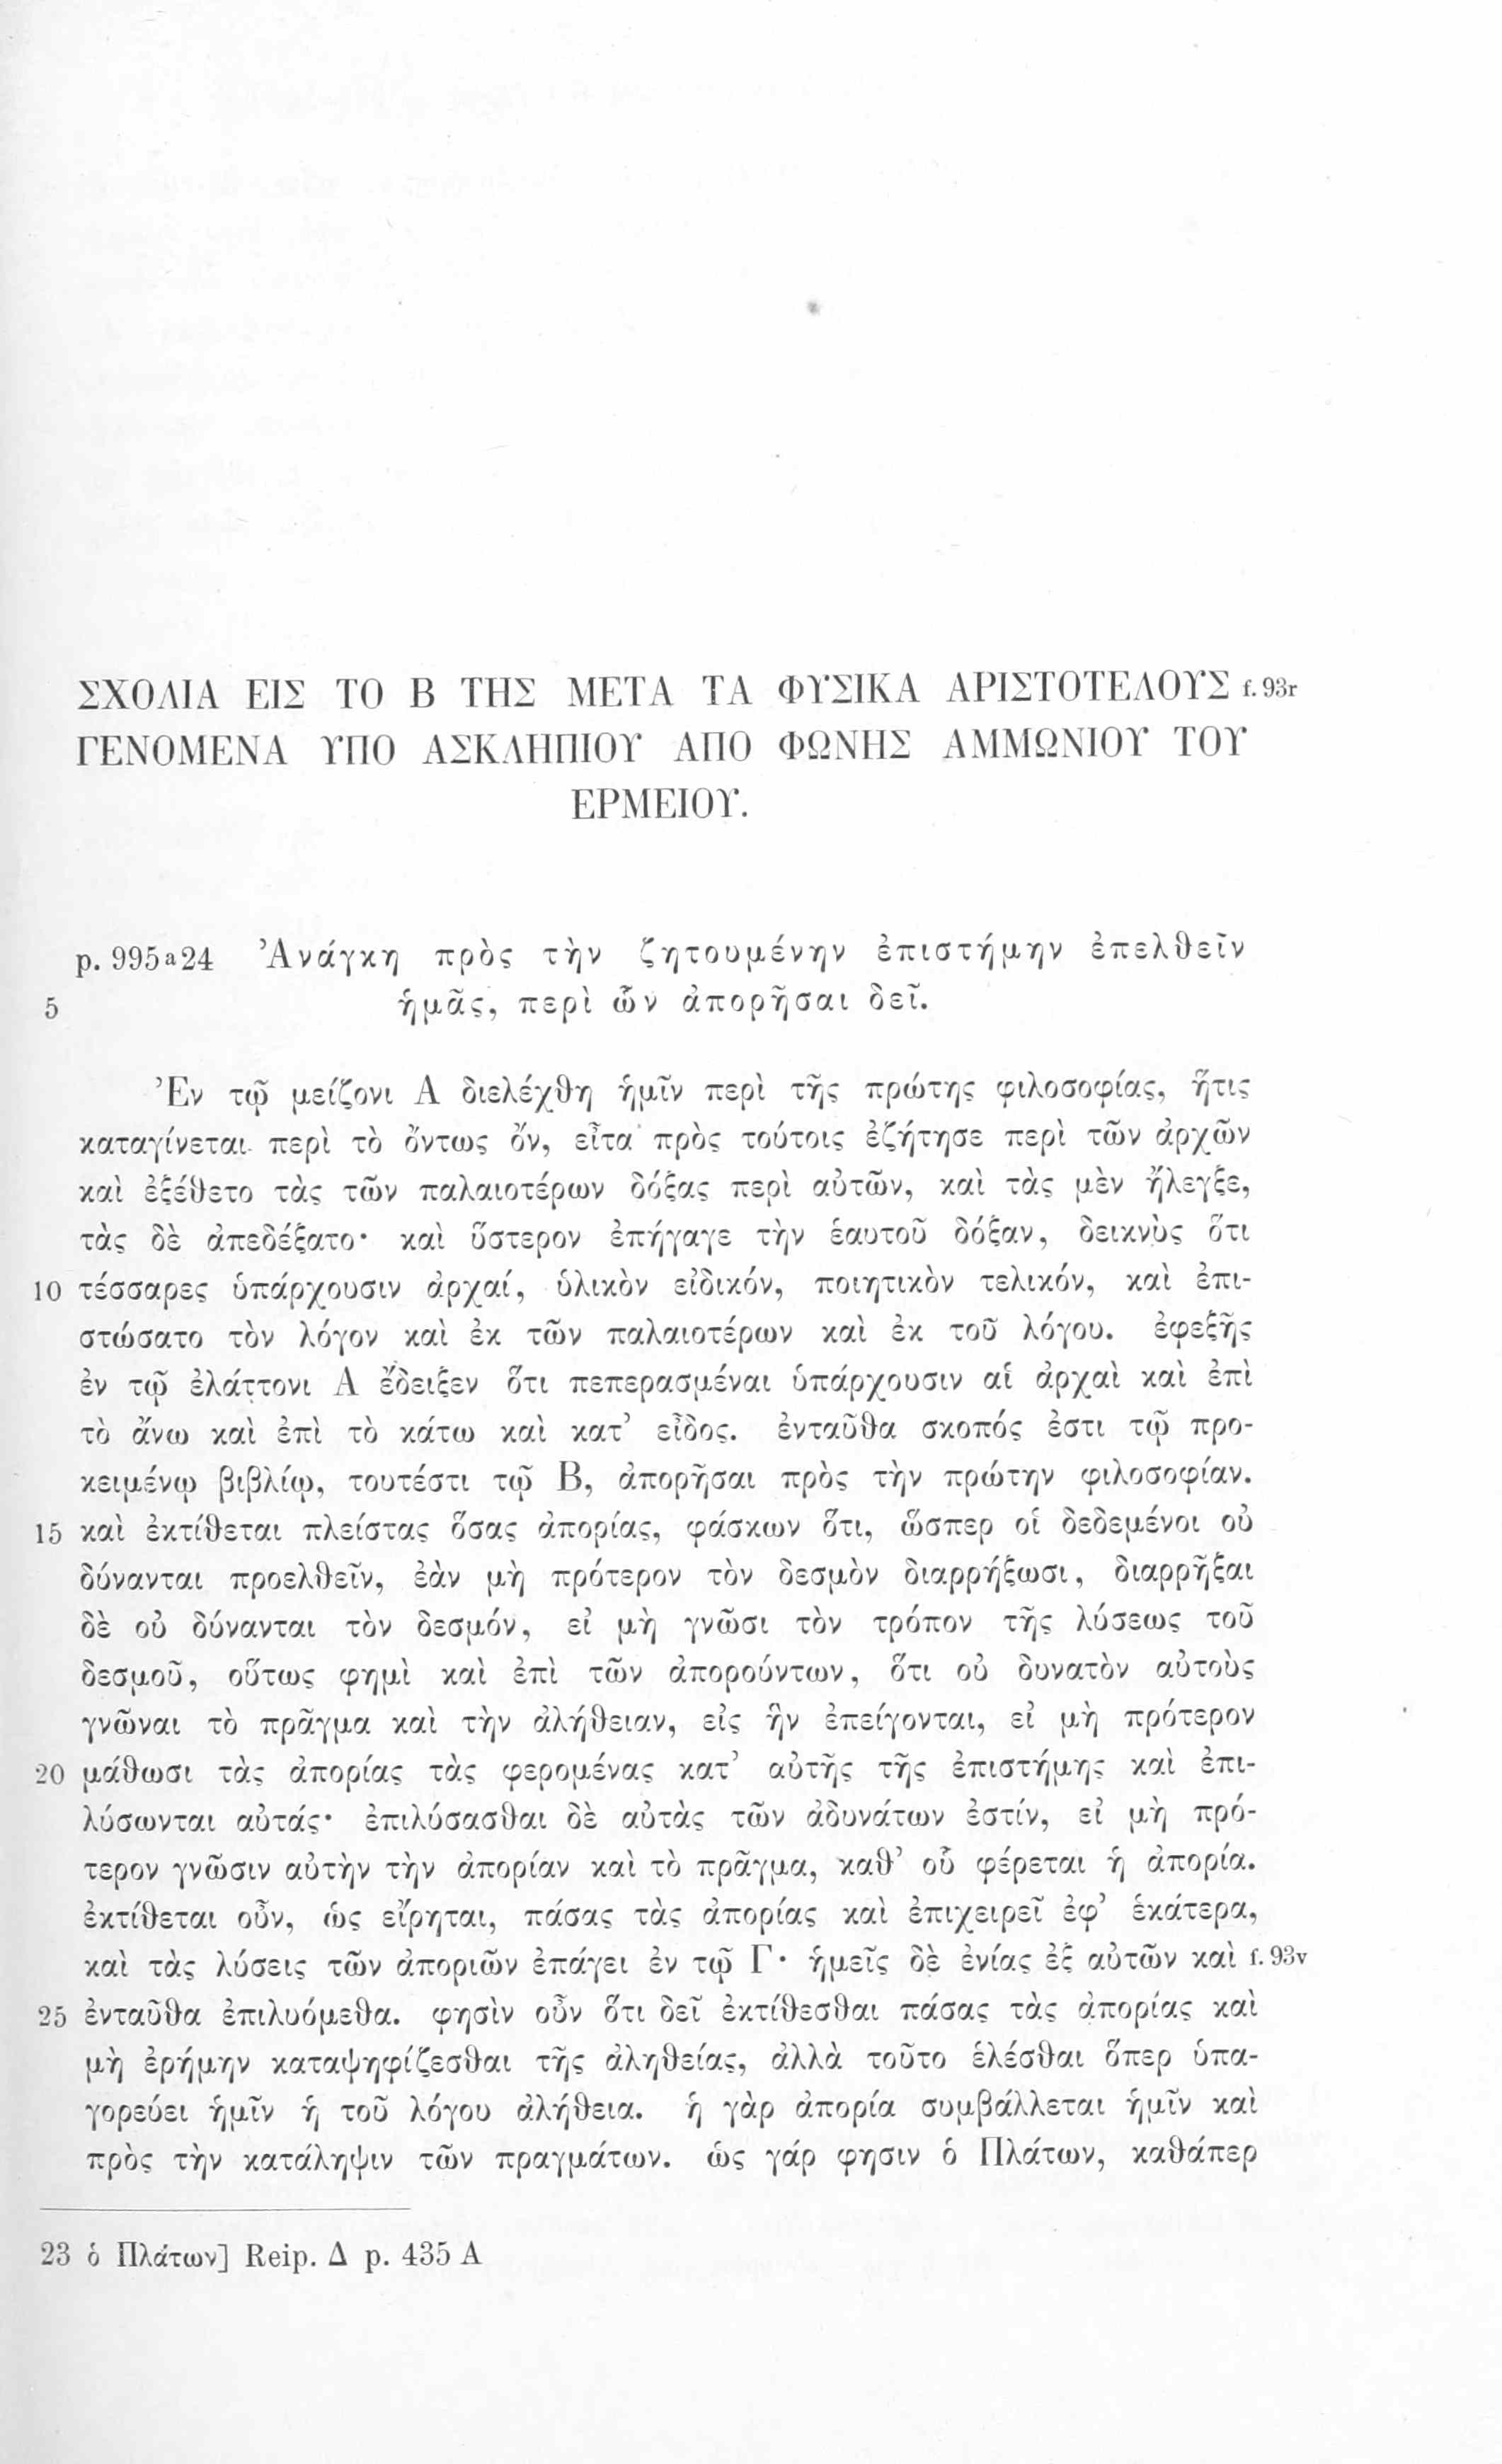 ΣΧΟΛΙΑ ΕΙΣ ΤΟ Β ΤΗΣ ΜΕΤΑ ΤΑ ΦΥΣΙΚΑ ΑΡΙΣΤΟΤΕΛΟΥΣ f. 93r
ΓΕΝΟΜΕΝΑ ΥΠΟ ΑΣΚΛΗΠΙΟΥ ΑΠΟ ΦΩΝΗΣ ΑΜΜΩΝΙΟΥ ΤΟΥ
ΕΡΜΕΙΟΥ.
p. 995a24 Ἀνάγκη πρὸς τὴν ζητουμένην ἐπιστήμην ἐπελθεῖν
5 ἡμᾶς, περὶ ὧν ἀπορῆσαι δεῖ.
Ἐν τῷ μείζονι Α διελέχθη ἡμῖν περὶ τῆς πρώτης φιλοσοφίας, ἥτις
καταγίνεται περὶ τὸ ὄντως ὄν, εἶτα πρὸς τούτοις ἐζήτησε περὶ τῶν ἀρχῶν
καὶ ἐξέθετο τὰς τῶν παλαιοτέρων δόξας περὶ αὐτῶν, καὶ τὰς μὲν ἤλεγξε,
τὰς δὲ ἀπεδέξατο· καὶ ὕστερον ἐπήγαγε τὴν ἑαυτοῦ δόξαν, δεικνὺς ὅτι
10 τέσσαρες ὑπάρχουσιν ἀρχαί, ὑλικὸν εἰδικόν, ποιητικὸν τελικόν, καὶ ἐπι-
στώσατο τὸν λόγον καὶ ἐκ τῶν παλαιοτέρων καὶ ἐκ τοῦ λόγου. ἐφεξῆς
ἐν τῷ ἐλάττονι Α ἔδειξεν ὅτι πεπερασμέναι ὑπάρχουσιν αἱ ἀρχαὶ καὶ ἐπὶ
τὸ ἄνω καὶ ἐπὶ τὸ κάτω καὶ κατ’ εἶδος. ἐνταῦθα σκοπός ἐστι τῷ προ-
κειμένῳ βιβλίῳ, τουτέστι τῷ Β, ἀπορῆσαι πρὸς τὴν πρώτην φιλοσοφίαν.
15 καὶ ἐκτίθεται πλείστας ὅσας ἀπορίας, φάσκων ὅτι, ὥσπερ οἱ δεδεμένοι οὐ
δύνανται προελθεῖν, ἐὰν μὴ πρότερον τὸν δεσμὸν διαρρήξωσι, διαρρῆξαι
δὲ οὐ δύνανται τὸν δεσμόν, εἰ μὴ γνῶσι τὸν τρόπον τῆς λύσεως τοῦ
δεσμοῦ, οὕτως φημὶ καὶ ἐπὶ τῶν ἀπορούντων, ὅτι οὐ δυνατὸν αὐτοὺς
γνῶναι τὸ πρᾶγμα καὶ τὴν ἀλήθειαν, εἰς ἣν ἐπείγονται, εἰ μὴ πρότερον
20 μάθωσι τὰς ἀπορίας τὰς φερομένας κατ’ αὐτῆς τῆς ἐπιστήμης καὶ ἐπι-
λύσωνται αὐτάς· ἐπιλύσασθαι δὲ αὐτὰς τῶν ἀδυνάτων ἐστίν, εἰ μὴ πρό-
τερον γνῶσιν αὐτὴν τὴν ἀπορίαν καὶ τὸ πρᾶγμα, καθ’ οὗ φέρεται ἡ ἀπορία.
ἐκτίθεται οὖν, ὡς εἴρηται, πάσας τὰς ἀπορίας καὶ ἐπιχειρεῖ ἐφ’ ἑκάτερα,
καὶ τὰς λύσεις τῶν ἀποριῶν ἐπάγει ἐν τῷ Γ· ἡμεῖς δὲ ἐνίας ἐξ αὐτῶν καὶ f. 93v
25 ἐνταῦθα ἐπιλυόμεθα. φησὶν οὖν ὅτι δεῖ ἐκτίθεσθαι πάσας τὰς ἀπορίας καὶ
μὴ ἐρήμην καταψηφίζεσθαι τῆς ἀληθείας, ἀλλὰ τοῦτο ἑλέσθαι ὅπερ ὑπα-
γορεύει ἡμῖν ἡ τοῦ λόγου ἀλήθεια. ἡ γὰρ ἀπορία συμβάλλεται ἡμῖν καὶ
πρὸς τὴν κατάληψιν τῶν πραγμάτων. ὡς γάρ φησιν ὁ Πλάτων, καθάπερ
23 ὁ Πλάτων] Reip. Δ p. 435 A